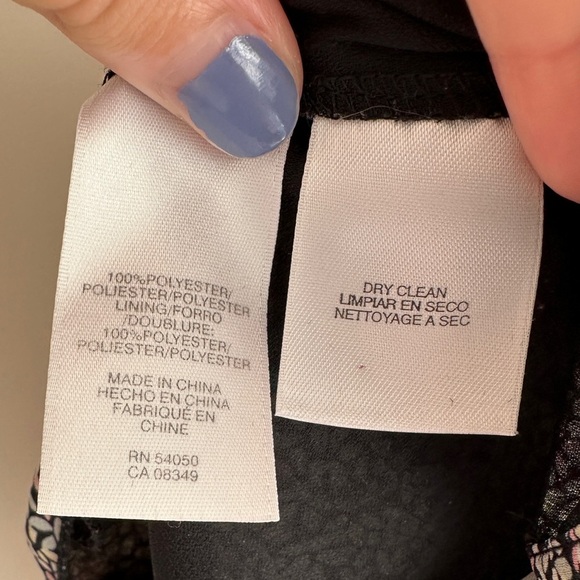 100%POLYESTER/
POLIESTER/POLYESTER
LINING/FORRO
/DOUBLURE:
100%POLYESTER/
POLIESTER/POLYESTER
MADE IN CHINA
HECHO EN CHINA
FABRIQUÉ EN
CHINE
RN 54050
CA 08349
DRY CLEAN
LIMPIAR EN SECO
NETTOYAGE A SEC